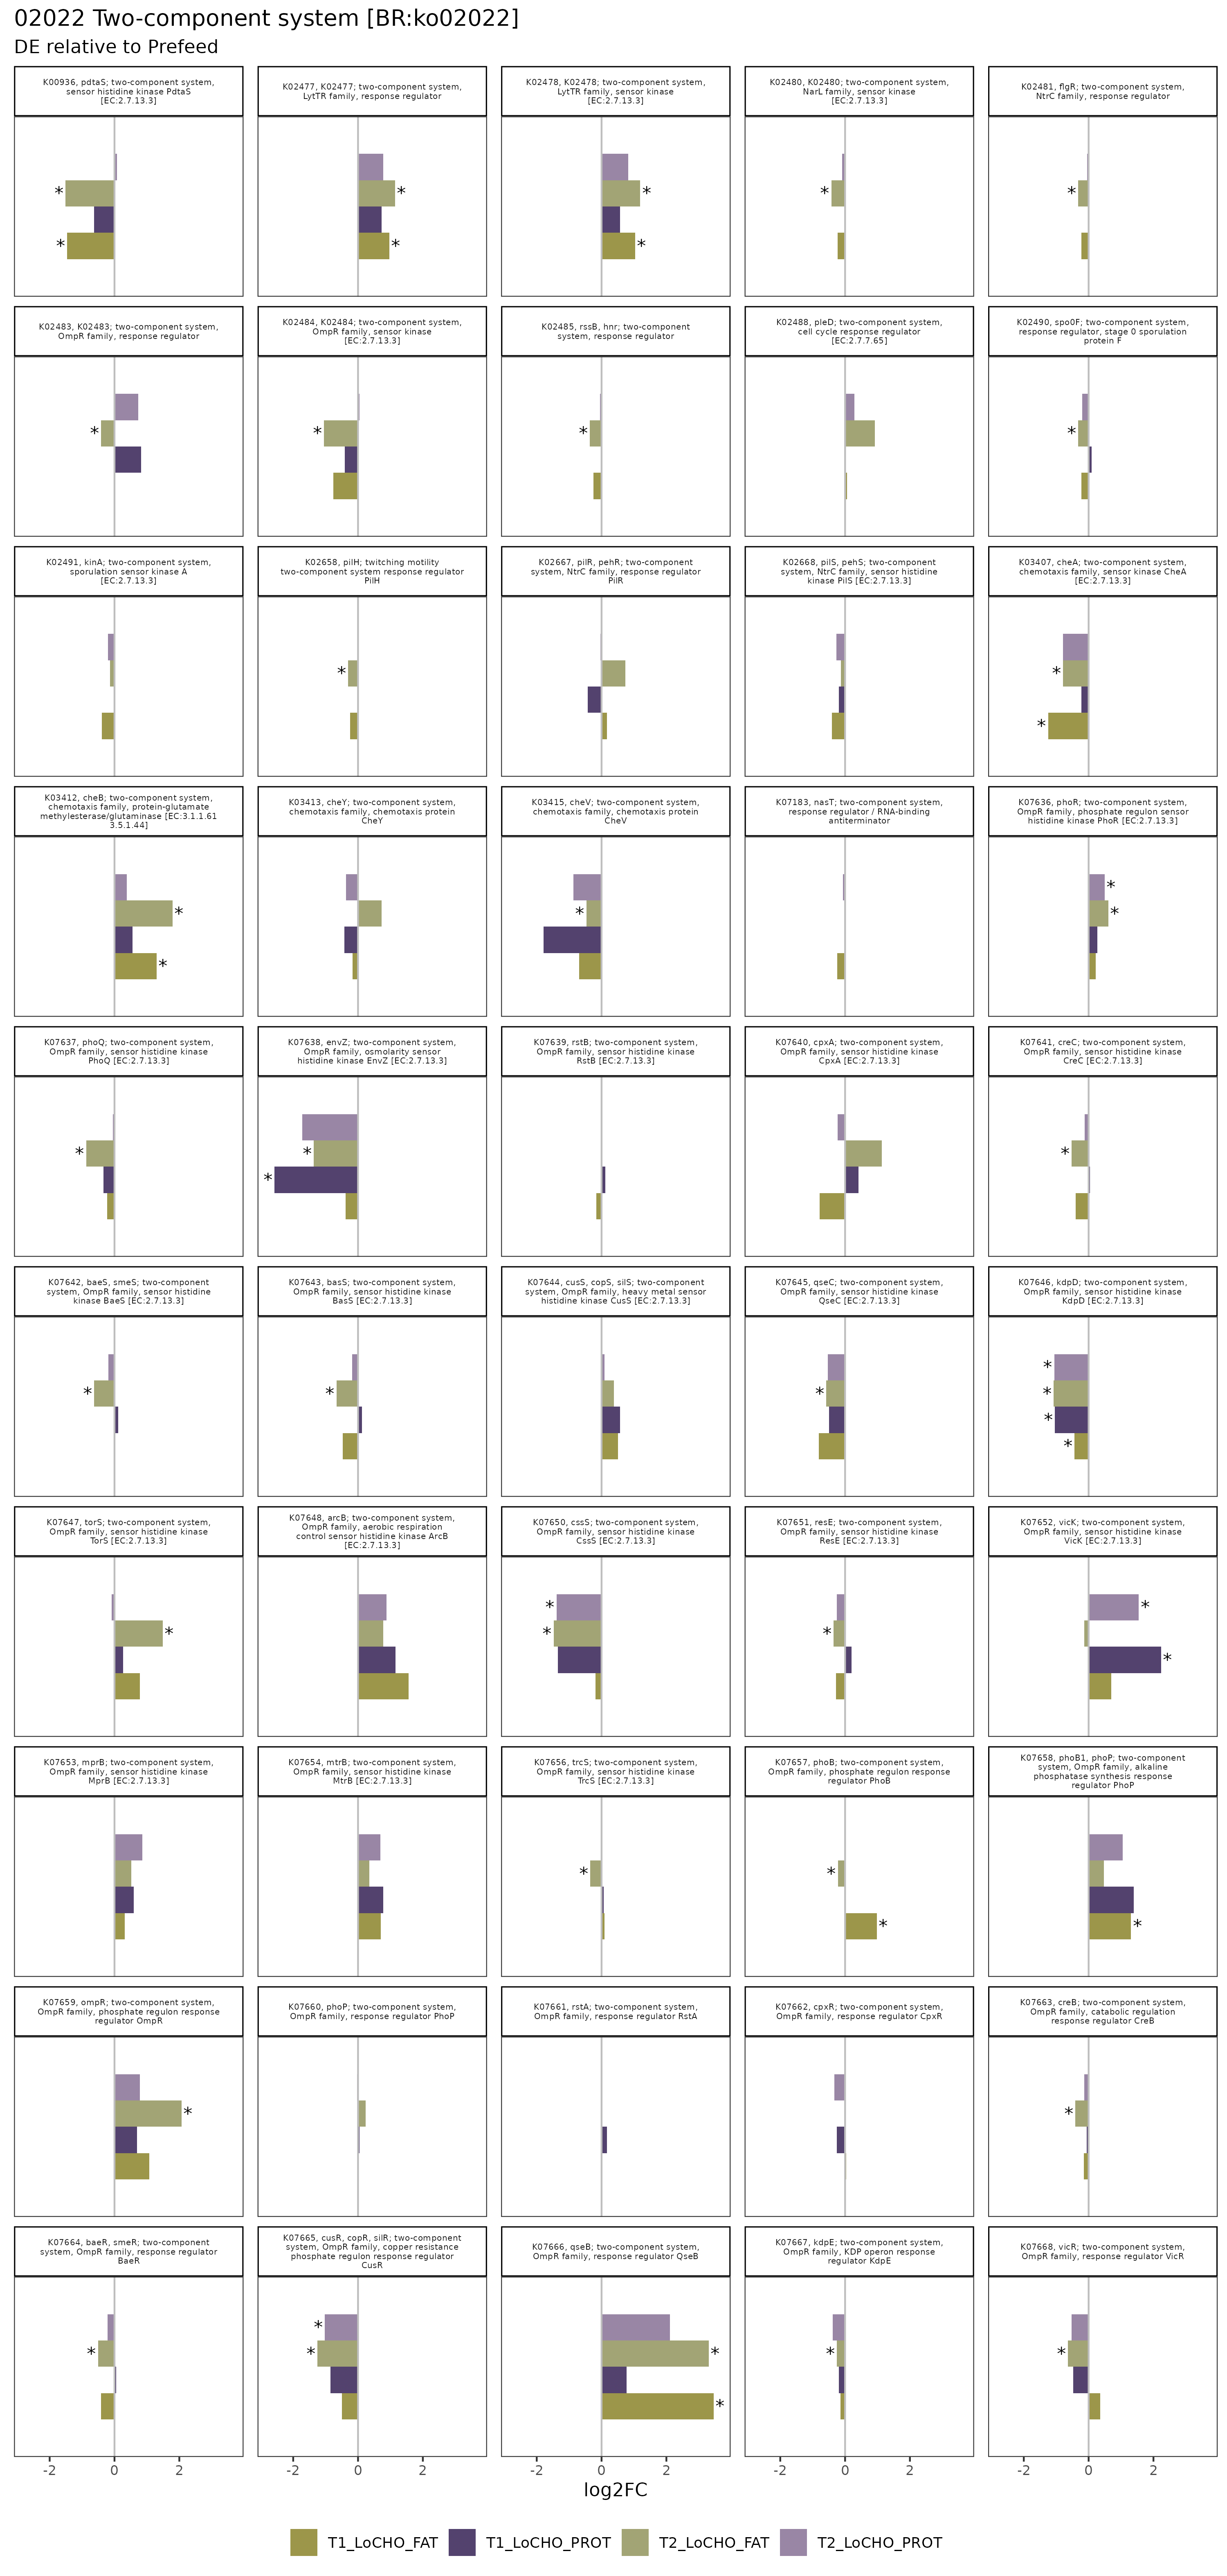 02022 Two-component system [BR:ko02022]
DE relative to Prefeed
K00936, pdtaS; two-component system,
sensor histidine kinase PdtaS
[EC:2.7.13.3]
K02477, K02477; two-component system,
LytTR family, response regulator
K02478, K02478; two-component system,
LytTR family, sensor kinase
[EC:2.7.13.3]
K02480, K02480; two-component system,
NarL family, sensor kinase
[EC:2.7.13.3]
K02481, flgR; two-component system,
NtrC family, response regulator
*
*
*
*
*
*
*
*
K02483, K02483; two-component system,
OmpR family, response regulator
K02484, K02484; two-component system,
OmpR family, sensor kinase
[EC:2.7.13.3]
K02485, rssB, hnr; two-component
system, response regulator
K02488, pleD; two-component system,
cell cycle response regulator
[EC:2.7.7.65]
K02490, spo0F; two-component system,
response regulator, stage 0 sporulation
protein F
*
*
*
*
K02491, kinA; two-component system,
sporulation sensor kinase A
[EC:2.7.13.3]
K02658, pilH; twitching motility
two-component system response regulator
PilH
K02667, pilR, pehR; two-component
system, NtrC family, response regulator
PilR
K02668, pilS, pehS; two-component
system, NtrC family, sensor histidine
kinase PilS [EC:2.7.13.3]
K03407, cheA; two-component system,
chemotaxis family, sensor kinase CheA
[EC:2.7.13.3]
*
*
*
K03412, cheB; two-component system,
chemotaxis family, protein-glutamate
methylesterase/glutaminase [EC:3.1.1.61
3.5.1.44]
K03413, cheY; two-component system,
chemotaxis family, chemotaxis protein
CheY
K03415, cheV; two-component system,
chemotaxis family, chemotaxis protein
CheV
K07183, nasT; two-component system,
response regulator / RNA-binding
antiterminator
K07636, phoR; two-component system,
OmpR family, phosphate regulon sensor
histidine kinase PhoR [EC:2.7.13.3]
*
*
*
*
*
K07637, phoQ; two-component system,
OmpR family, sensor histidine kinase
PhoQ [EC:2.7.13.3]
K07638, envZ; two-component system,
OmpR family, osmolarity sensor
histidine kinase EnvZ [EC:2.7.13.3]
K07639, rstB; two-component system,
OmpR family, sensor histidine kinase
RstB [EC:2.7.13.3]
K07640, cpxA; two-component system,
OmpR family, sensor histidine kinase
CpxA [EC:2.7.13.3]
K07641, creC; two-component system,
OmpR family, sensor histidine kinase
CreC [EC:2.7.13.3]
*
*
*
*
K07642, baeS, smeS; two-component
system, OmpR family, sensor histidine
kinase BaeS [EC:2.7.13.3]
K07643, basS; two-component system,
OmpR family, sensor histidine kinase
BasS [EC:2.7.13.3]
K07644, cusS, copS, silS; two-component
system, OmpR family, heavy metal sensor
histidine kinase CusS [EC:2.7.13.3]
K07645, qseC; two-component system,
OmpR family, sensor histidine kinase
QseC [EC:2.7.13.3]
K07646, kdpD; two-component system,
OmpR family, sensor histidine kinase
KdpD [EC:2.7.13.3]
*
*
*
*
*
*
*
K07647, torS; two-component system,
OmpR family, sensor histidine kinase
TorS [EC:2.7.13.3]
K07648, arcB; two-component system,
OmpR family, aerobic respiration
control sensor histidine kinase ArcB
[EC:2.7.13.3]
K07650, cssS; two-component system,
OmpR family, sensor histidine kinase
CssS [EC:2.7.13.3]
K07651, resE; two-component system,
OmpR family, sensor histidine kinase
ResE [EC:2.7.13.3]
K07652, vicK; two-component system,
OmpR family, sensor histidine kinase
VicK [EC:2.7.13.3]
*
*
*
*
*
*
K07653, mprB; two-component system,
OmpR family, sensor histidine kinase
MprB [EC:2.7.13.3]
K07654, mtrB; two-component system,
OmpR family, sensor histidine kinase
MtrB [EC:2.7.13.3]
K07656, trcS; two-component system,
OmpR family, sensor histidine kinase
TrcS [EC:2.7.13.3]
K07657, phoB; two-component system,
OmpR family, phosphate regulon response
regulator PhoB
K07658, phoB1, phoP; two-component
system, OmpR family, alkaline
phosphatase synthesis response
regulator PhoP
*
*
*
*
K07659, ompR; two-component system,
OmpR family, phosphate regulon response
regulator OmpR
K07660, phoP; two-component system,
OmpR family, response regulator PhoP
K07661, rstA; two-component system,
OmpR family, response regulator RstA
K07662, cpxR; two-component system,
OmpR family, response regulator CpxR
K07663, creB; two-component system,
OmpR family, catabolic regulation
response regulator CreB
*
*
K07664, baeR, smeR; two-component
system, OmpR family, response regulator
BaeR
K07665, cusR, copR, silR; two-component
system, OmpR family, copper resistance
phosphate regulon response regulator
CusR
K07666, qseB; two-component system,
OmpR family, response regulator QseB
K07667, kdpE; two-component system,
OmpR family, KDP operon response
regulator KdpE
K07668, vicR; two-component system,
OmpR family, response regulator VicR
*
*
*
*
*
*
*
-2 0 2 -2 0 2 -2 0 2 -2 0 2 -2 0 2
log2FC
T1_LoCHO_FAT T1_LoCHO_PROT T2_LoCHO_FAT T2_LoCHO_PROT